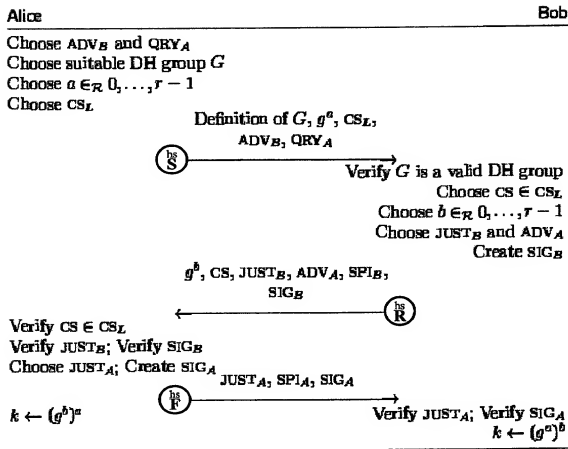 Alice Bob
Choose ADV_B and QRY_A
Choose suitable DH group G
Choose a ∈_R 0, . . . , r − 1
Choose CS_L
Definition of G, g^a, CS_L,
ADV_B, QRY_A
hs
S
Verify G is a valid DH group
Choose CS ∈ CS_L
Choose b ∈_R 0, . . . , r − 1
Choose JUST_B and ADV_A
Create SIG_B
g^b, CS, JUST_B, ADV_A, SPI_B,
SIG_B
hs
R
Verify CS ∈ CS_L
Verify JUST_B; Verify SIG_B
Choose JUST_A; Create SIG_A
JUST_A, SPI_A, SIG_A
hs
F
k ← (g^b)^a
Verify JUST_A; Verify SIG_A
k ← (g^a)^b